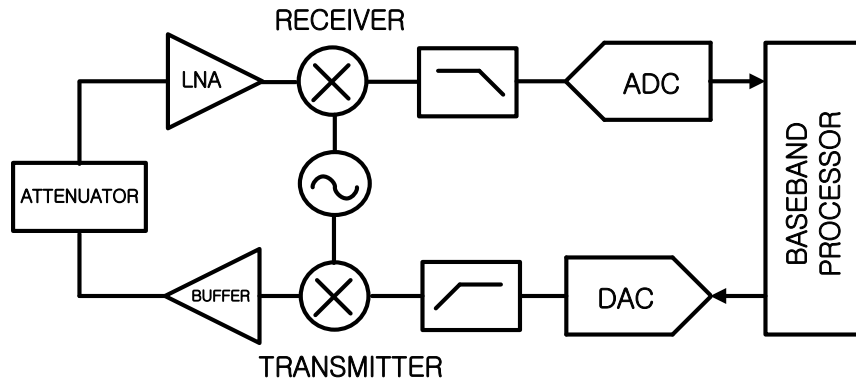 RECEIVER
LNA
ADC
ATTENUATOR
BASEBAND
PROCESSOR
BUFFER
DAC
TRANSMITTER